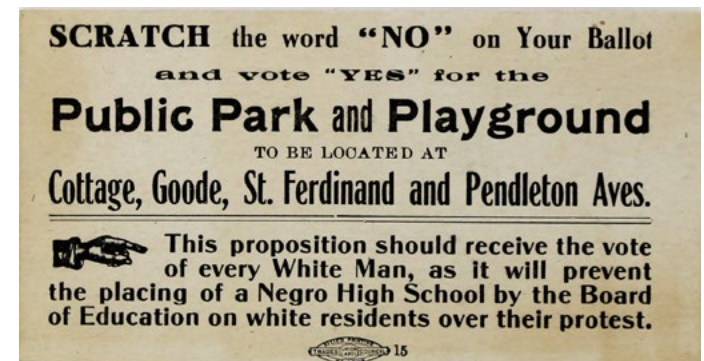 SCRATCH the word “NO” on Your Ballot
and vote “YES” for the
Public Park and Playground
TO BE LOCATED AT
Cottage, Goode, St. Ferdinand and Pendleton Aves.
This proposition should receive the vote
of every White Man, as it will prevent
the placing of a Negro High School by the Board
of Education on white residents over their protest.
15